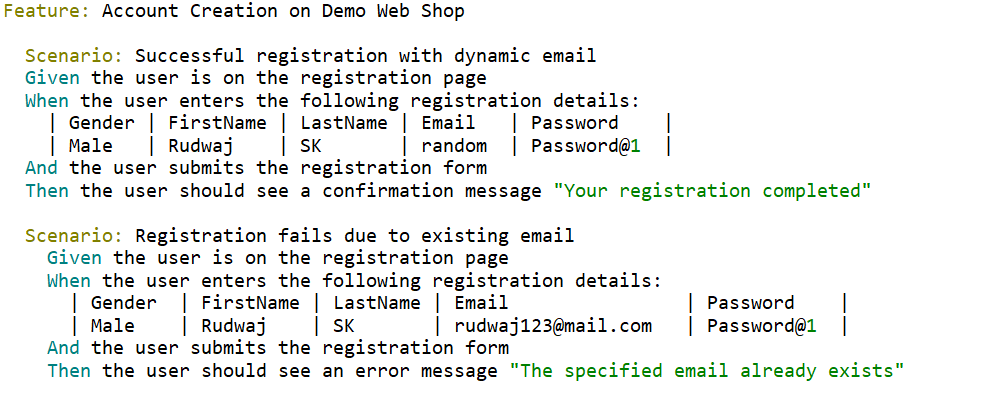 Feature: Account Creation on Demo Web Shop
Scenario: Successful registration with dynamic email
Given the user is on the registration page
When the user enters the following registration details:
| Gender | FirstName | LastName | Email | Password |
| Male | Rudwaj | SK | random | Password@1 |
And the user submits the registration form
Then the user should see a confirmation message "Your registration completed"
Scenario: Registration fails due to existing email
Given the user is on the registration page
When the user enters the following registration details:
| Gender | FirstName | LastName | Email | Password |
| Male | Rudwaj | SK | rudwaj123@mail.com | Password@1 |
And the user submits the registration form
Then the user should see an error message "The specified email already exists"